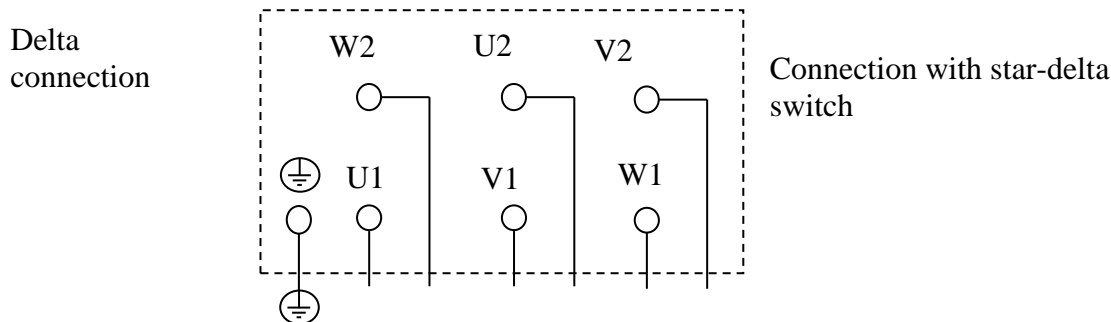 Delta
connection
W2 U2 V2
Connection with star-delta
switch
U1 V1 W1